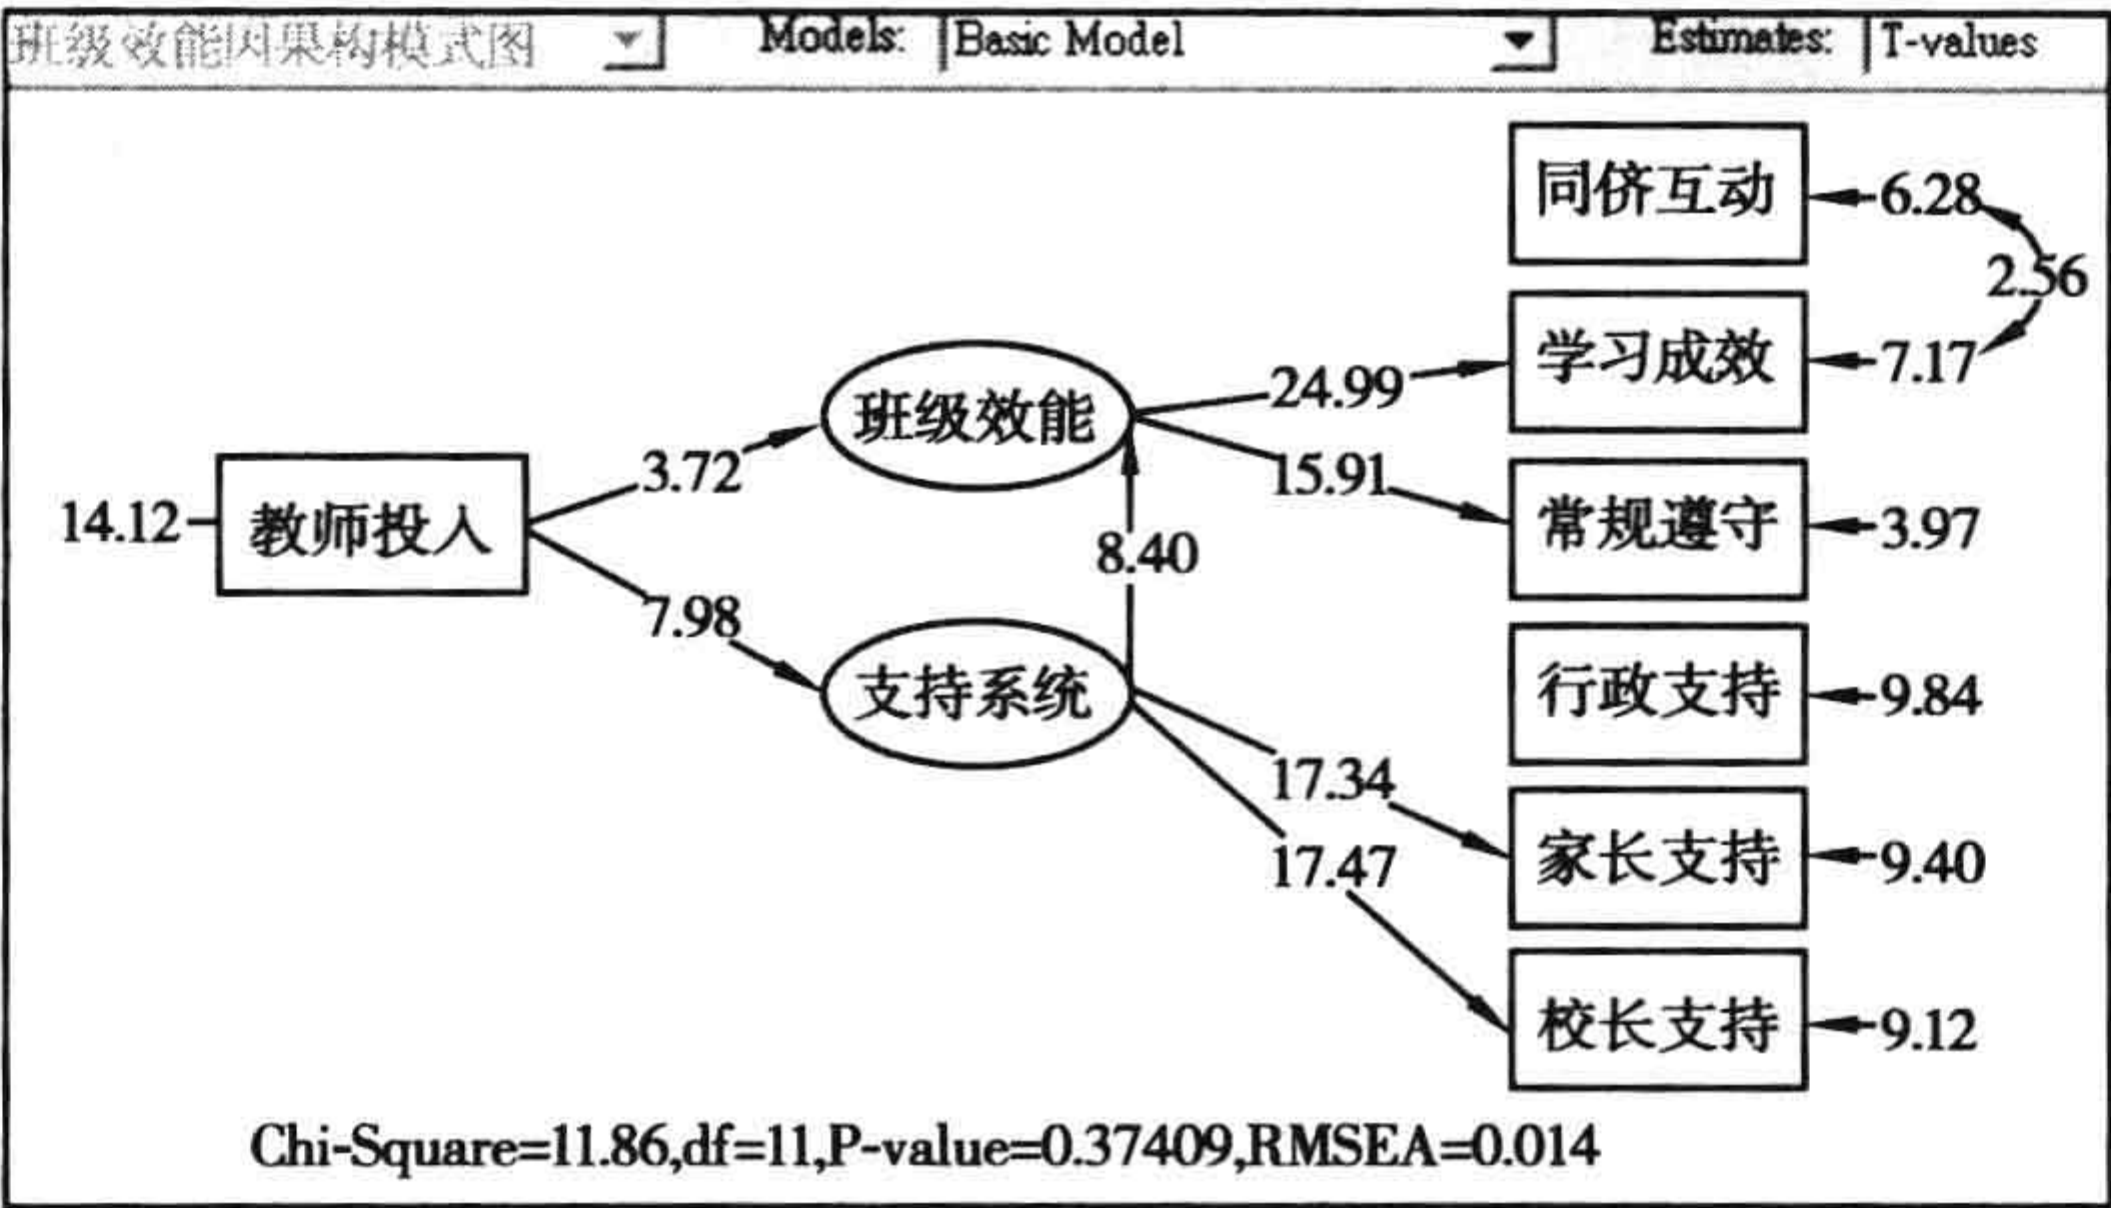 班级效能因果构模式图 Models: Basic Model Estimates: T-values
同侪互动
6.28
2.56
学习成效
7.17
24.99
班级效能
15.91
常规遵守
3.97
3.72
14.12
教师投入
8.40
7.98
支持系统
行政支持
9.84
17.34
家长支持
9.40
17.47
校长支持
9.12
Chi-Square=11.86,df=11,P-value=0.37409,RMSEA=0.014